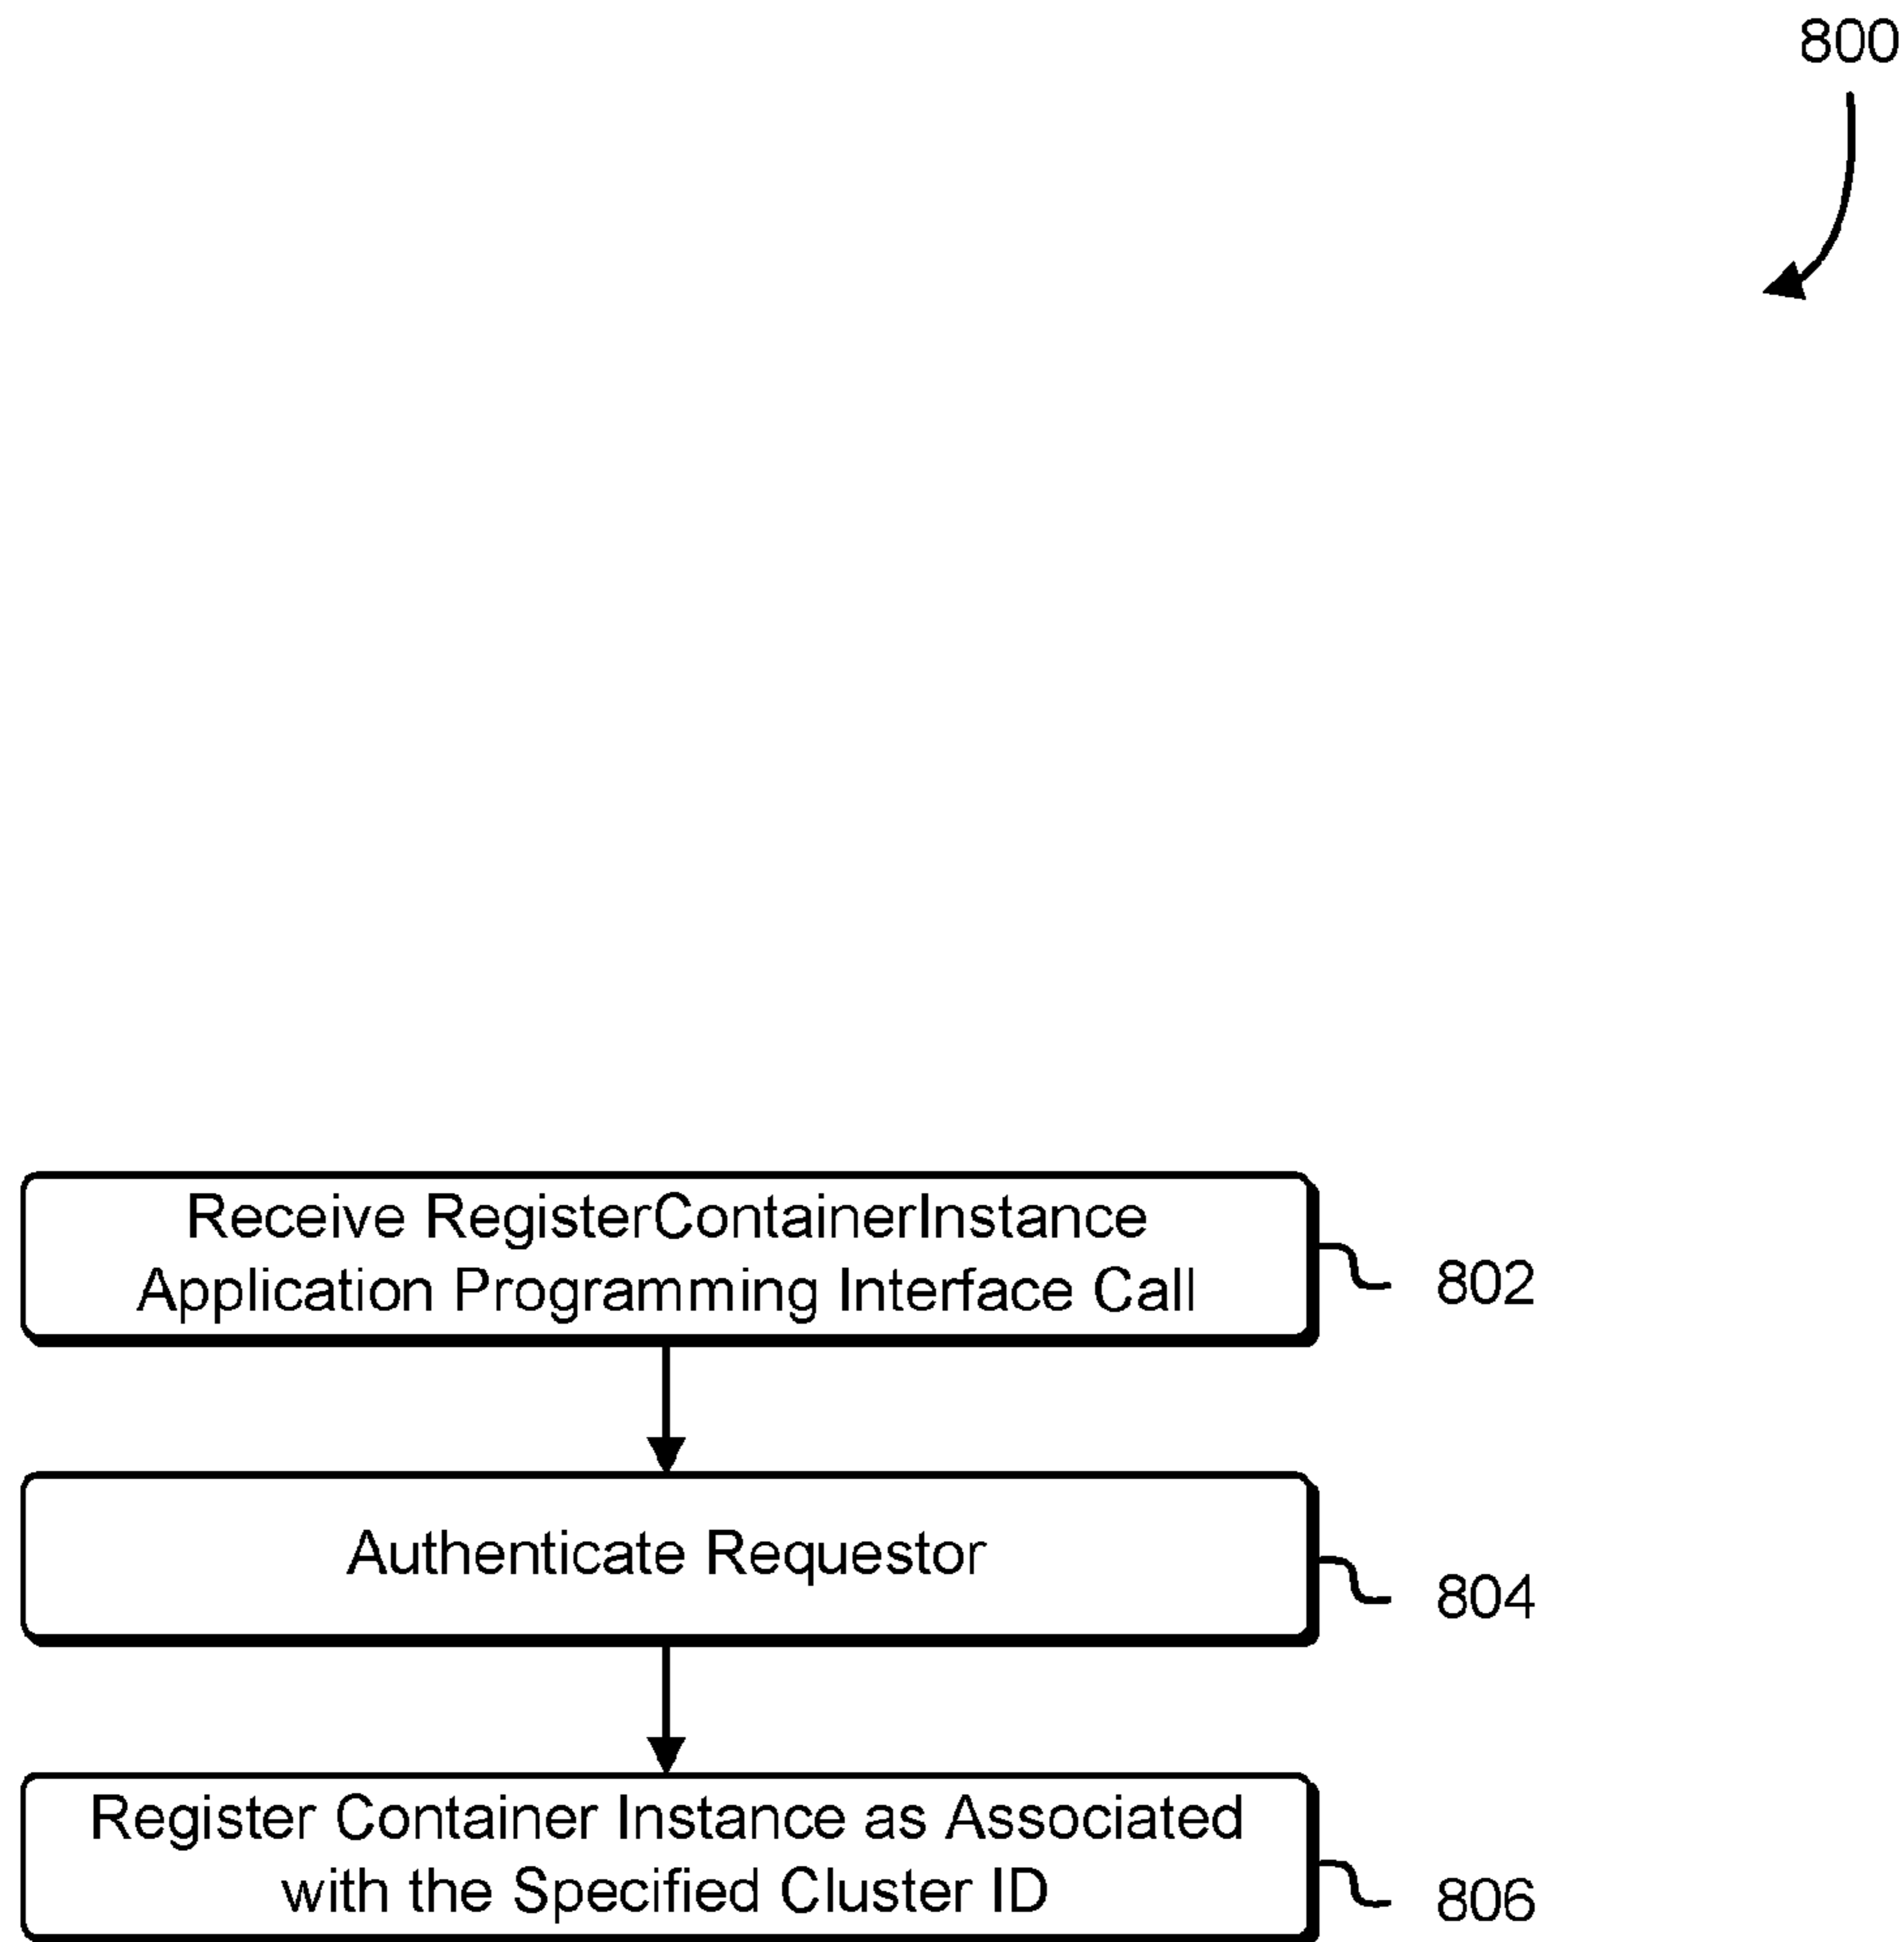 800
Receive RegisterContainerInstance
Application Programming Interface Call
802
Authenticate Requestor
804
Register Container Instance as Associated
with the Specified Cluster ID
806